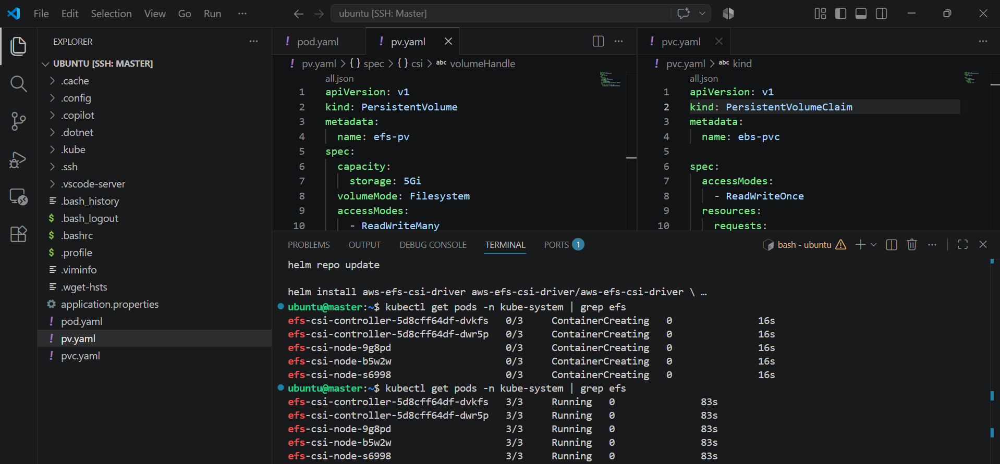 File Edit Selection View Go Run ...
ubuntu [SSH: Master]
EXPLORER ...
UBUNTU [SSH: MASTER]
.cache
.config
.copilot
.dotnet
.kube
.ssh
.vscode-server
.bash_history
$ .bash_logout
$ .bashrc
$ .profile
.viminfo
.wget-hsts
application.properties
! pod.yaml
! pv.yaml
! pvc.yaml
! pod.yaml
! pv.yaml
! pv.yaml > {} spec > {} csi > abc volumeHandle
all.json
1 apiVersion: v1
2 kind: PersistentVolume
3 metadata:
4 name: efs-pv
5 spec:
6 capacity:
7 storage: 5Gi
8 volumeMode: Filesystem
9 accessModes:
10 - ReadWriteMany
! pvc.yaml
! pvc.yaml > abc kind
all.json
1 apiVersion: v1
2 kind: PersistentVolumeClaim
3 metadata:
4 name: ebs-pvc
5
6 spec:
7 accessModes:
8 - ReadWriteOnce
9 resources:
10 requests:
PROBLEMS OUTPUT DEBUG CONSOLE TERMINAL PORTS 1
bash - ubuntu
helm repo update
helm install aws-efs-csi-driver aws-efs-csi-driver/aws-efs-csi-driver \ …
ubuntu@master:~$ kubectl get pods -n kube-system | grep efs
efs-csi-controller-5d8cff64df-dvkfs 0/3 ContainerCreating 0 16s
efs-csi-controller-5d8cff64df-dwr5p 0/3 ContainerCreating 0 16s
efs-csi-node-9g8pd 0/3 ContainerCreating 0 16s
efs-csi-node-b5w2w 0/3 ContainerCreating 0 16s
efs-csi-node-s6998 0/3 ContainerCreating 0 16s
ubuntu@master:~$ kubectl get pods -n kube-system | grep efs
efs-csi-controller-5d8cff64df-dvkfs 3/3 Running 0 83s
efs-csi-controller-5d8cff64df-dwr5p 3/3 Running 0 83s
efs-csi-node-9g8pd 3/3 Running 0 83s
efs-csi-node-b5w2w 3/3 Running 0 83s
efs-csi-node-s6998 3/3 Running 0 83s